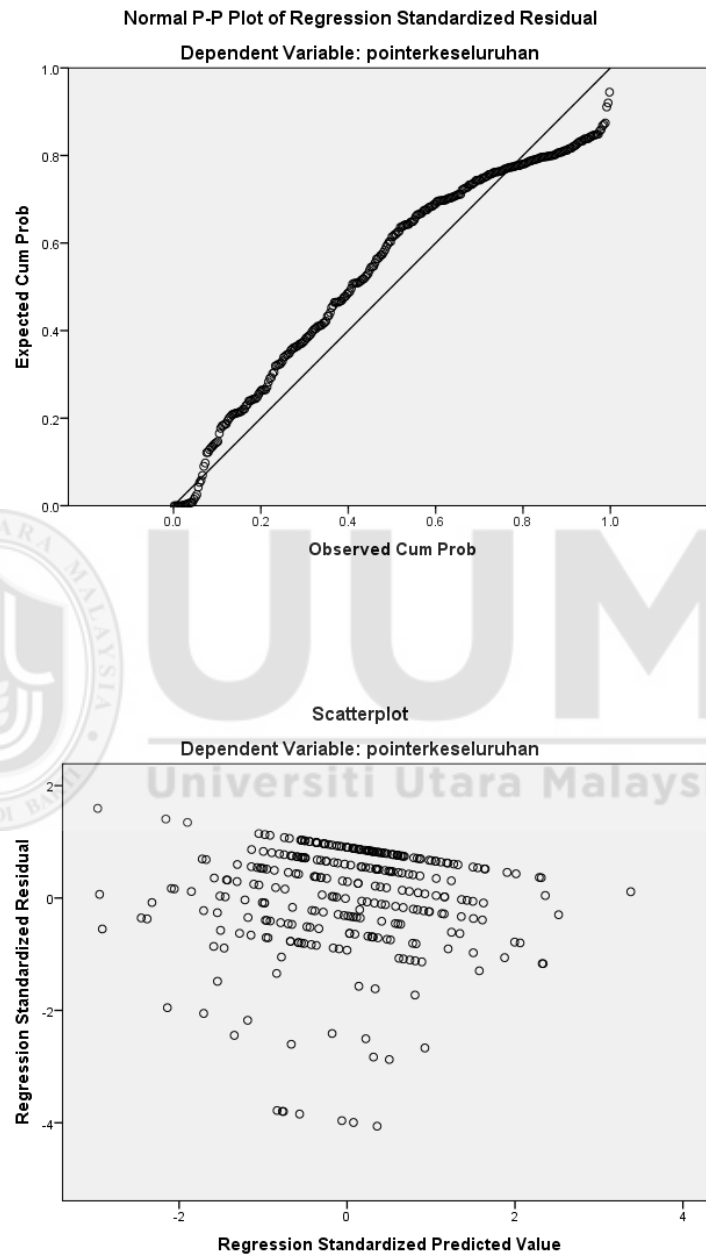 Normal P-P Plot of Regression Standardized Residual
Dependent Variable: pointerkeseluruhan
1.0
0.8
0.6
0.4
0.2
0.0
Expected Cum Prob
0.0 0.2 0.4 0.6 0.8 1.0
Observed Cum Prob
UUM
Universiti Utara Malays
MALAYSIA
Scatterplot
Dependent Variable: pointerkeseluruhan
2
0
-2
-4
Regression Standardized Residual
-2 0 2 4
Regression Standardized Predicted Value